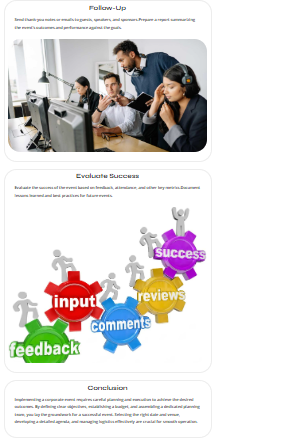 Follow-Up
Send thank you notes or emails to guests, speakers, and sponsors.Prepare a report summarizing
the event's outcomes and performance against the goals.
Evaluate Success
Evaluate the success of the event based on feedback, attendance, and other key metrics.Document
lessons learned and best practices for future events.
success
reviews
input
comments
feedback
Conclusion
Implementing a corporate event requires careful planning and execution to achieve the desired
outcomes. By defining clear objectives, establishing a budget, and assembling a dedicated planning
team, you lay the groundwork for a successful event. Selecting the right date and venue,
developing a detailed agenda, and managing logistics effectively are crucial for smooth operation.